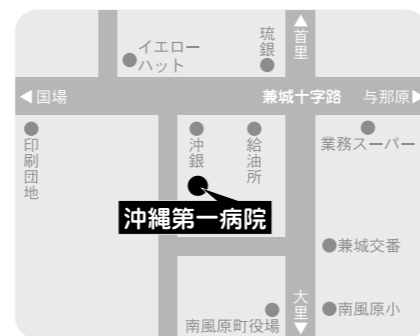 イエロー
ハット
琉銀
▲首里
◀国場
兼城十字路
与那原▶
印刷団地
沖銀
給油所
業務スーパー
沖縄第一病院
兼城交番
大里▼
南風原小
南風原町役場